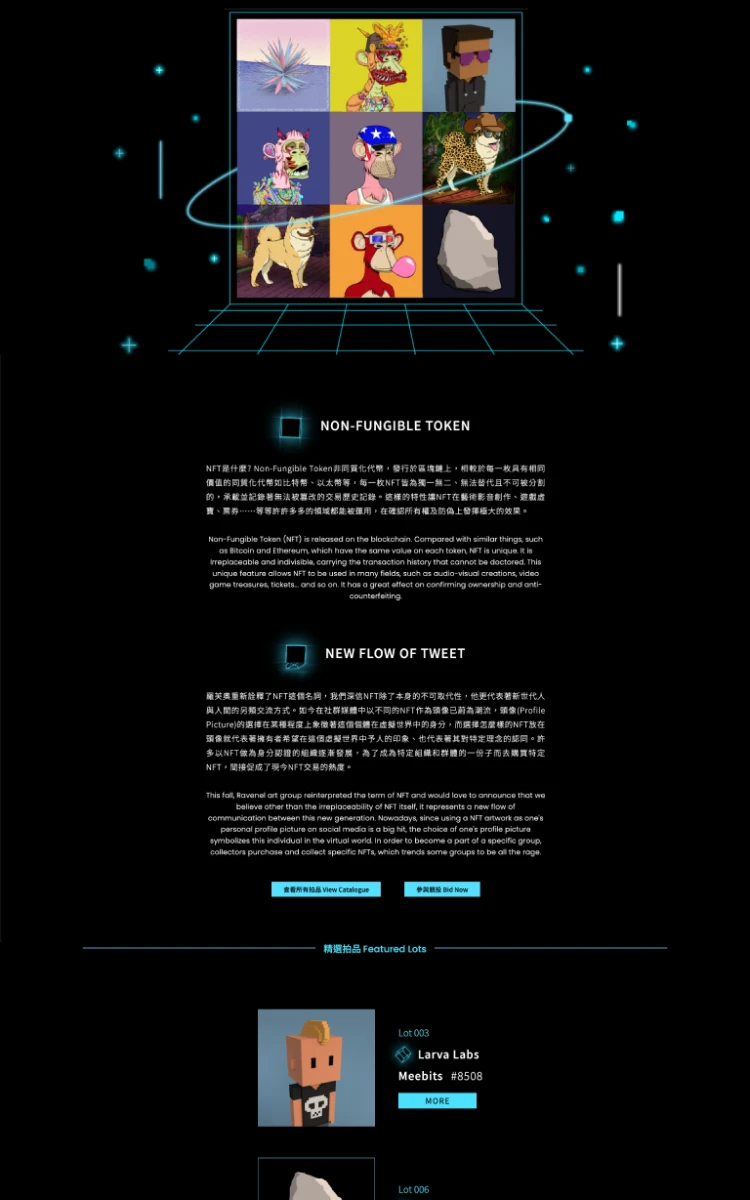 NON-FUNGIBLE TOKEN
NFT是什麼? Non-Fungible Token非同質化代幣，發行於區塊鏈上，相較於每一枚具有相同
價值的同質化代幣如比特幣、以太幣等，每一枚NFT皆為獨一無二、無法替代且不可被分割
的，承載並記錄著無法被篡改的交易歷史記錄。這樣的特性讓NFT在藝術影音創作、遊戲虛
寶、票券⋯⋯等等許許多多的領域都能被運用，在確認所有權及防偽上發揮極大的效果。
Non-Fungible Token (NFT) is released on the blockchain. Compared with similar things, such
as Bitcoin and Ethereum, which have the same value on each token, NFT is unique. It is
irreplaceable and indivisible, carrying the transaction history that cannot be doctored. This
unique feature allows NFT to be used in many fields, such as audio-visual creations, video
game treasures, tickets... and so on. It has a great effect on confirming ownership and anti-
counterfeiting.
NEW FLOW OF TWEET
羅芙奧重新詮釋了NFT這個名詞，我們深信NFT除了本身的不可取代性，他更代表著新世代人
與人間的另類交流方式。如今在社群媒體中以不同的NFT作為頭像已蔚為潮流，頭像(Profile
Picture)的選擇在某種程度上象徵著這個個體在虛擬世界中的身分，而選擇怎麼樣的NFT放在
頭像就代表著擁有者希望在這個虛擬世界中予人的印象、也代表著其對特定理念的認同。許
多以NFT做為身分認證的組織逐漸發展，為了成為特定組織和群體的一份子而去購買特定
NFT，間接促成了現今NFT交易的熱度。
This fall, Ravenel art group reinterpreted the term of NFT and would love to announce that we
believe other than the irreplaceability of NFT itself, it represents a new flow of
communication between this new generation. Nowadays, since using a NFT artwork as one's
personal profile picture on social media is a big hit, the choice of one's profile picture
symbolizes this individual in the virtual world. In order to become a part of a specific group,
collectors purchase and collect specific NFTs, which trends some groups to be all the rage.
查看所有拍品 View Catalogue
參與競投 Bid Now
精選拍品 Featured Lots
Lot 003
Larva Labs
Meebits #8508
MORE
Lot 006